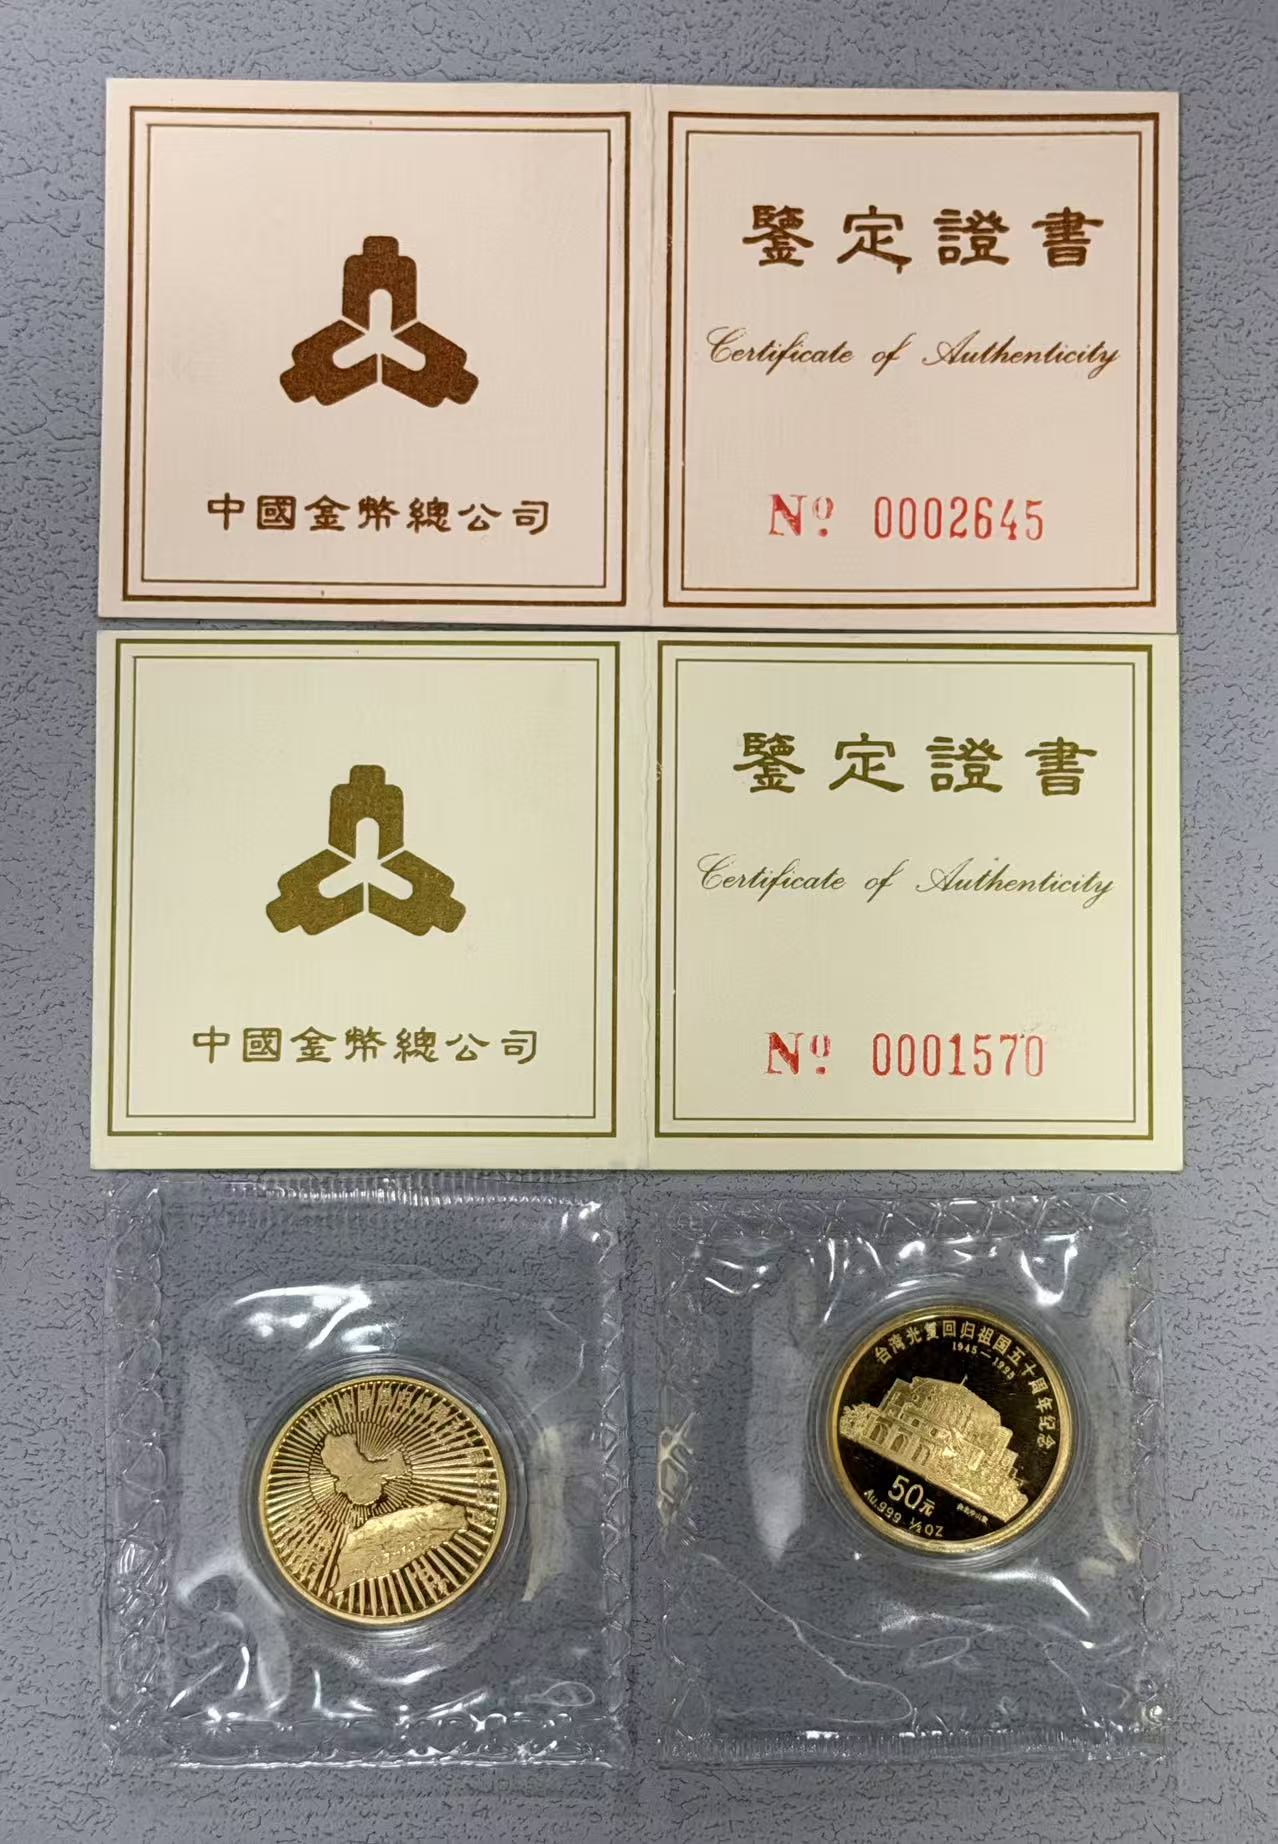 鑒定證書
Certificate of Authenticity
中國金幣總公司
Nº 0002645
鑒定證書
Certificate of Authenticity
中國金幣總公司
Nº 0001570
台湾光复回归祖国五十周年纪念
1945—1995
50元
Au.999 ½OZ